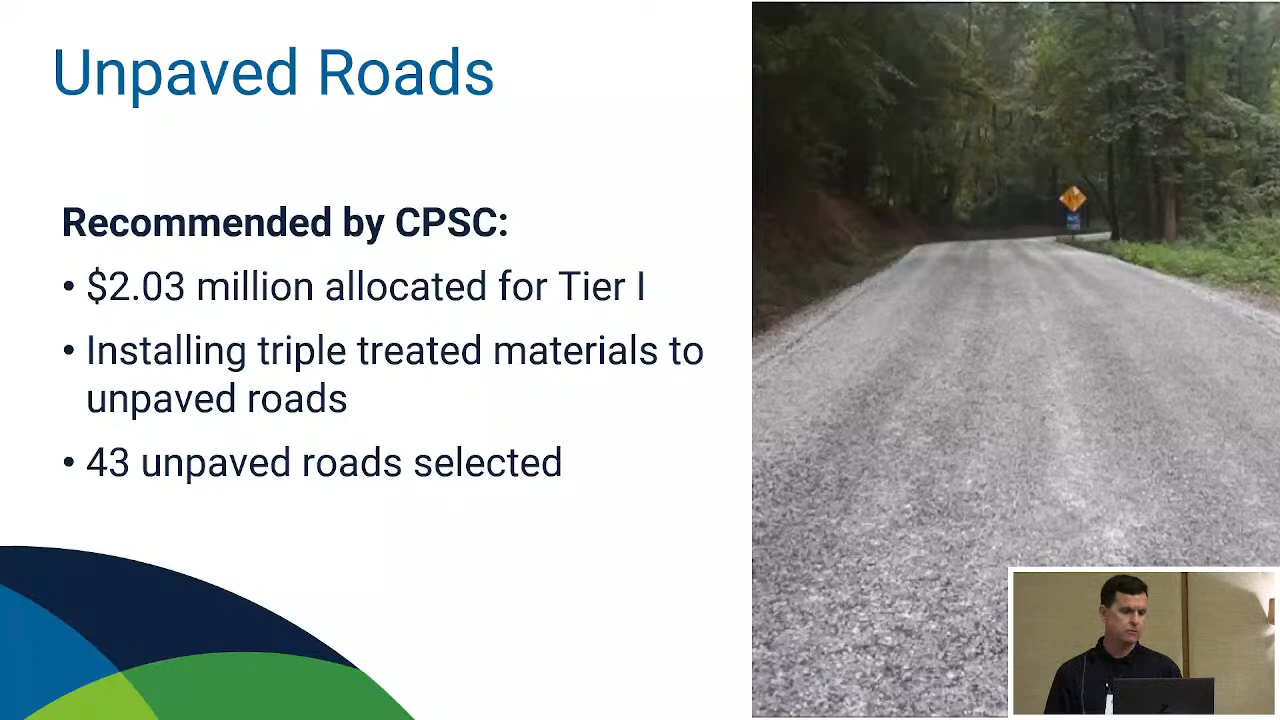 Unpaved Roads
Recommended by CPSC:
• $2.03 million allocated for Tier I
• Installing triple treated materials to
unpaved roads
• 43 unpaved roads selected